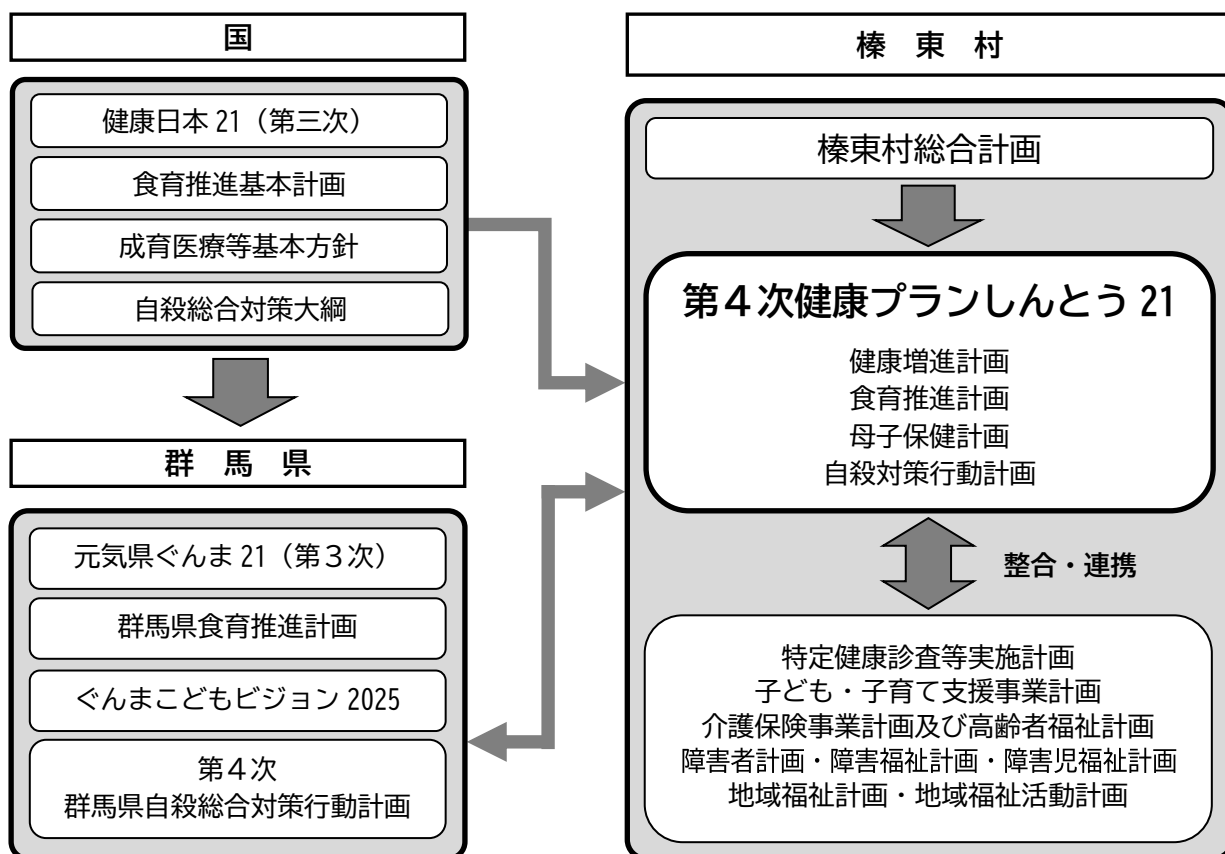 国
健康日本 21（第三次）
食育推進基本計画
成育医療等基本方針
自殺総合対策大綱
群 馬 県
元気県ぐんま 21（第３次）
群馬県食育推進計画
ぐんまこどもビジョン 2025
第４次
群馬県自殺総合対策行動計画
榛 東 村
榛東村総合計画
第４次健康プランしんとう 21
健康増進計画
食育推進計画
母子保健計画
自殺対策行動計画
整合・連携
特定健康診査等実施計画
子ども・子育て支援事業計画
介護保険事業計画及び高齢者福祉計画
障害者計画・障害福祉計画・障害児福祉計画
地域福祉計画・地域福祉活動計画